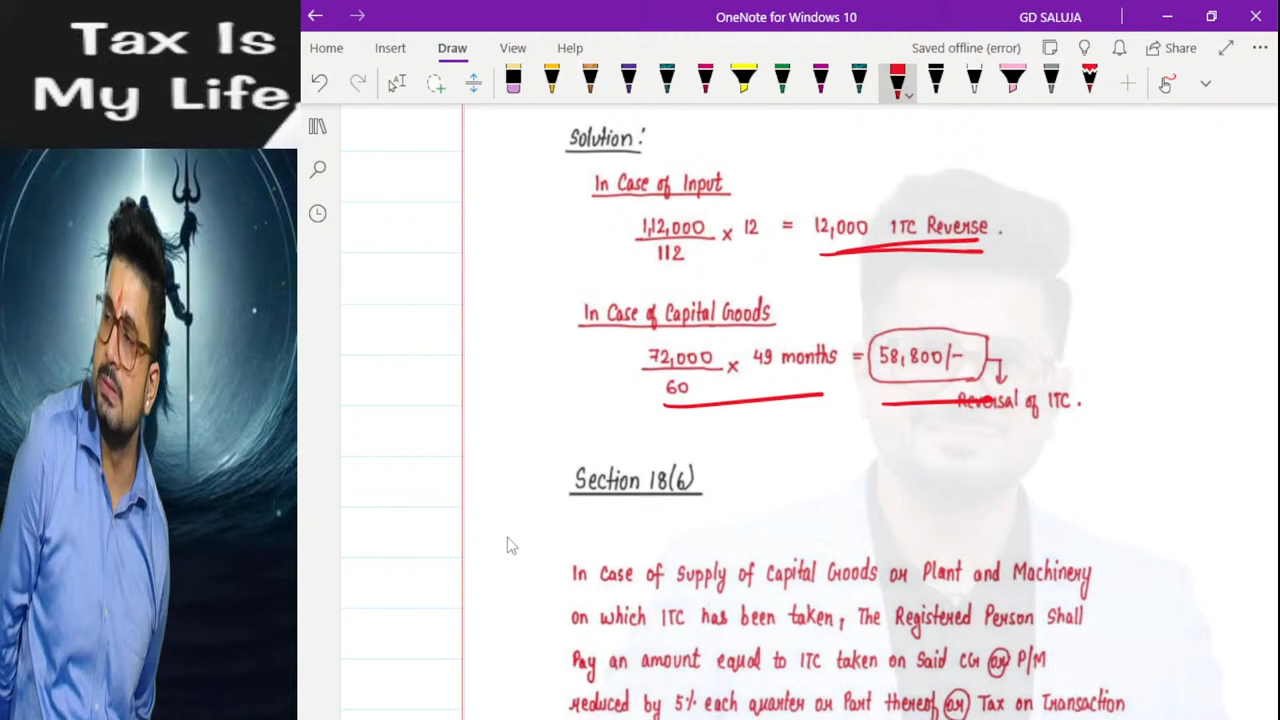 Tax Is
My Life
OneNote for Windows 10
GD SALUJA
Home Insert Draw View Help
Saved offline (error)
Share
Solution:
In Case of Input
1,12,000
112
× 12 = 12,000 ITC Reverse.
In Case of Capital Goods
72,000
60
× 49 months = 58,800/-
Reversal of ITC.
Section 18(6)
In Case of Supply of Capital Goods or Plant and Machinery
on which ITC has been taken, The Registered Person Shall
Pay an amount equal to ITC taken on Said CG or P/M
reduced by 5% each quarter or Part thereof or Tax on Transaction